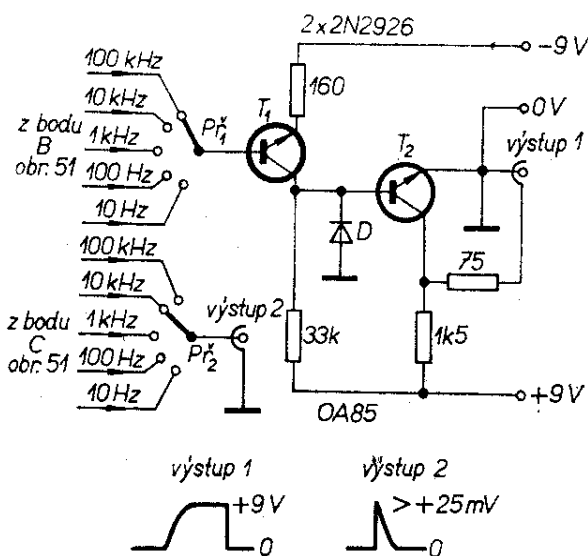 2x2N2926
-9V
100 kHz
160
10 kHz
T1
0V
z bodu
B
obr. 51
Př1
1 kHz
T2
výstup 1
100 Hz
10 Hz
D
100 kHz
75
10 kHz
výstup 2
z bodu
C
obr. 51
1 kHz
33k
1k5
100 Hz
Př2
10 Hz
OA85
+9V
výstup 1
výstup 2
+9V
0
> +25mV
0